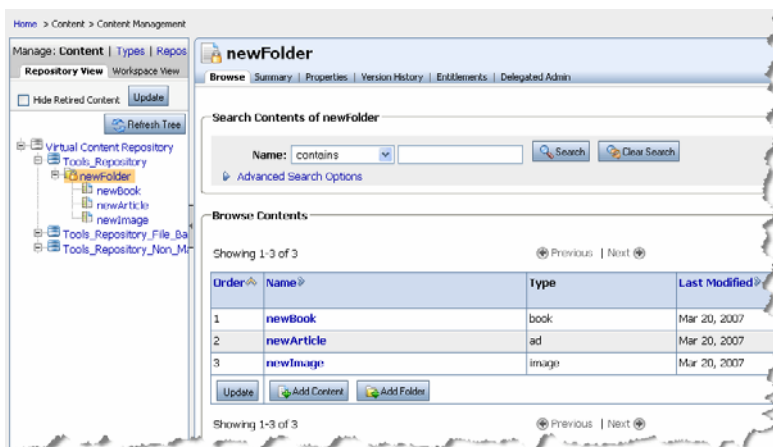 Home > Content > Content Management
Manage: Content | Types | Repos
Repository View Workspace View
Hide Retired Content Update
Refresh Tree
Virtual Content Repository
Tools_Repository
newFolder
newBook
newArticle
newImage
Tools_Repository_File_Ba
Tools_Repository_Non_Ma
newFolder
Browse Summary | Properties | Version History | Entitlements | Delegated Admin
Search Contents of newFolder
Name: contains Search Clear Search
Advanced Search Options
Browse Contents
Showing 1-3 of 3 Previous | Next
Order Name Type Last Modified
1 newBook book Mar 20, 2007
2 newArticle ad Mar 20, 2007
3 newImage image Mar 20, 2007
Update Add Content Add Folder
Showing 1-3 of 3 Previous | Next